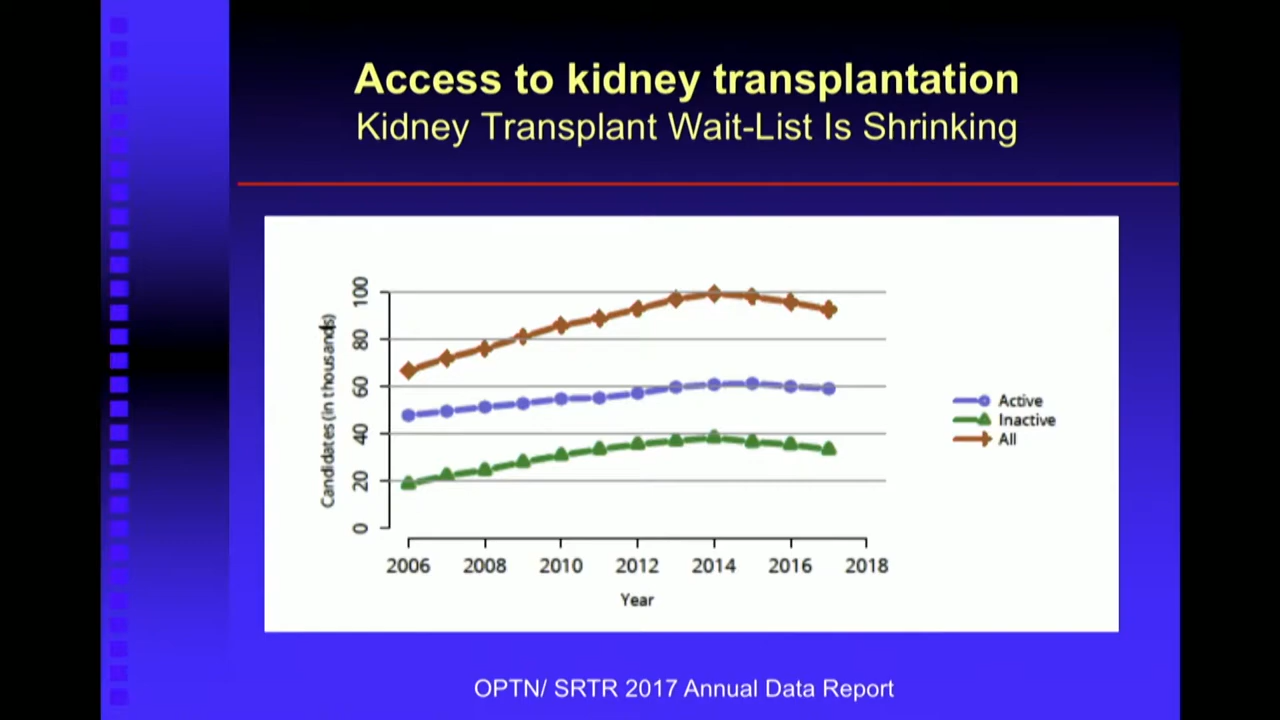 Access to kidney transplantation
Kidney Transplant Wait-List Is Shrinking
Candidates (in thousands)
100
80
60
40
20
0
2006 2008 2010 2012 2014 2016 2018
Year
Active
Inactive
All
OPTN/ SRTR 2017 Annual Data Report